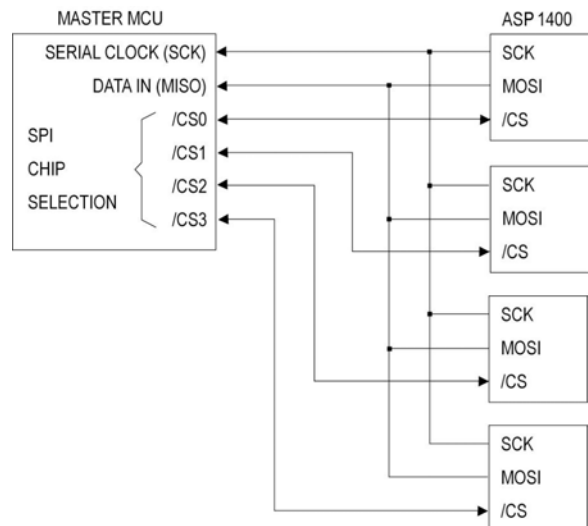 MASTER MCU
SERIAL CLOCK (SCK)
DATA IN (MISO)
/CS0
/CS1
/CS2
/CS3
SPI
CHIP
SELECTION
ASP 1400
SCK
MOSI
/CS
SCK
MOSI
/CS
SCK
MOSI
/CS
SCK
MOSI
/CS